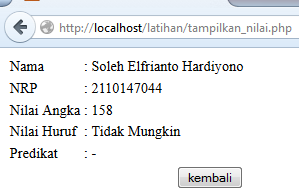 http://localhost/latihan/tampilkan_nilai.php
Nama : Soleh Elfrianto Hardiyono
NRP : 2110147044
Nilai Angka : 158
Nilai Huruf : Tidak Mungkin
Predikat : -
kembali